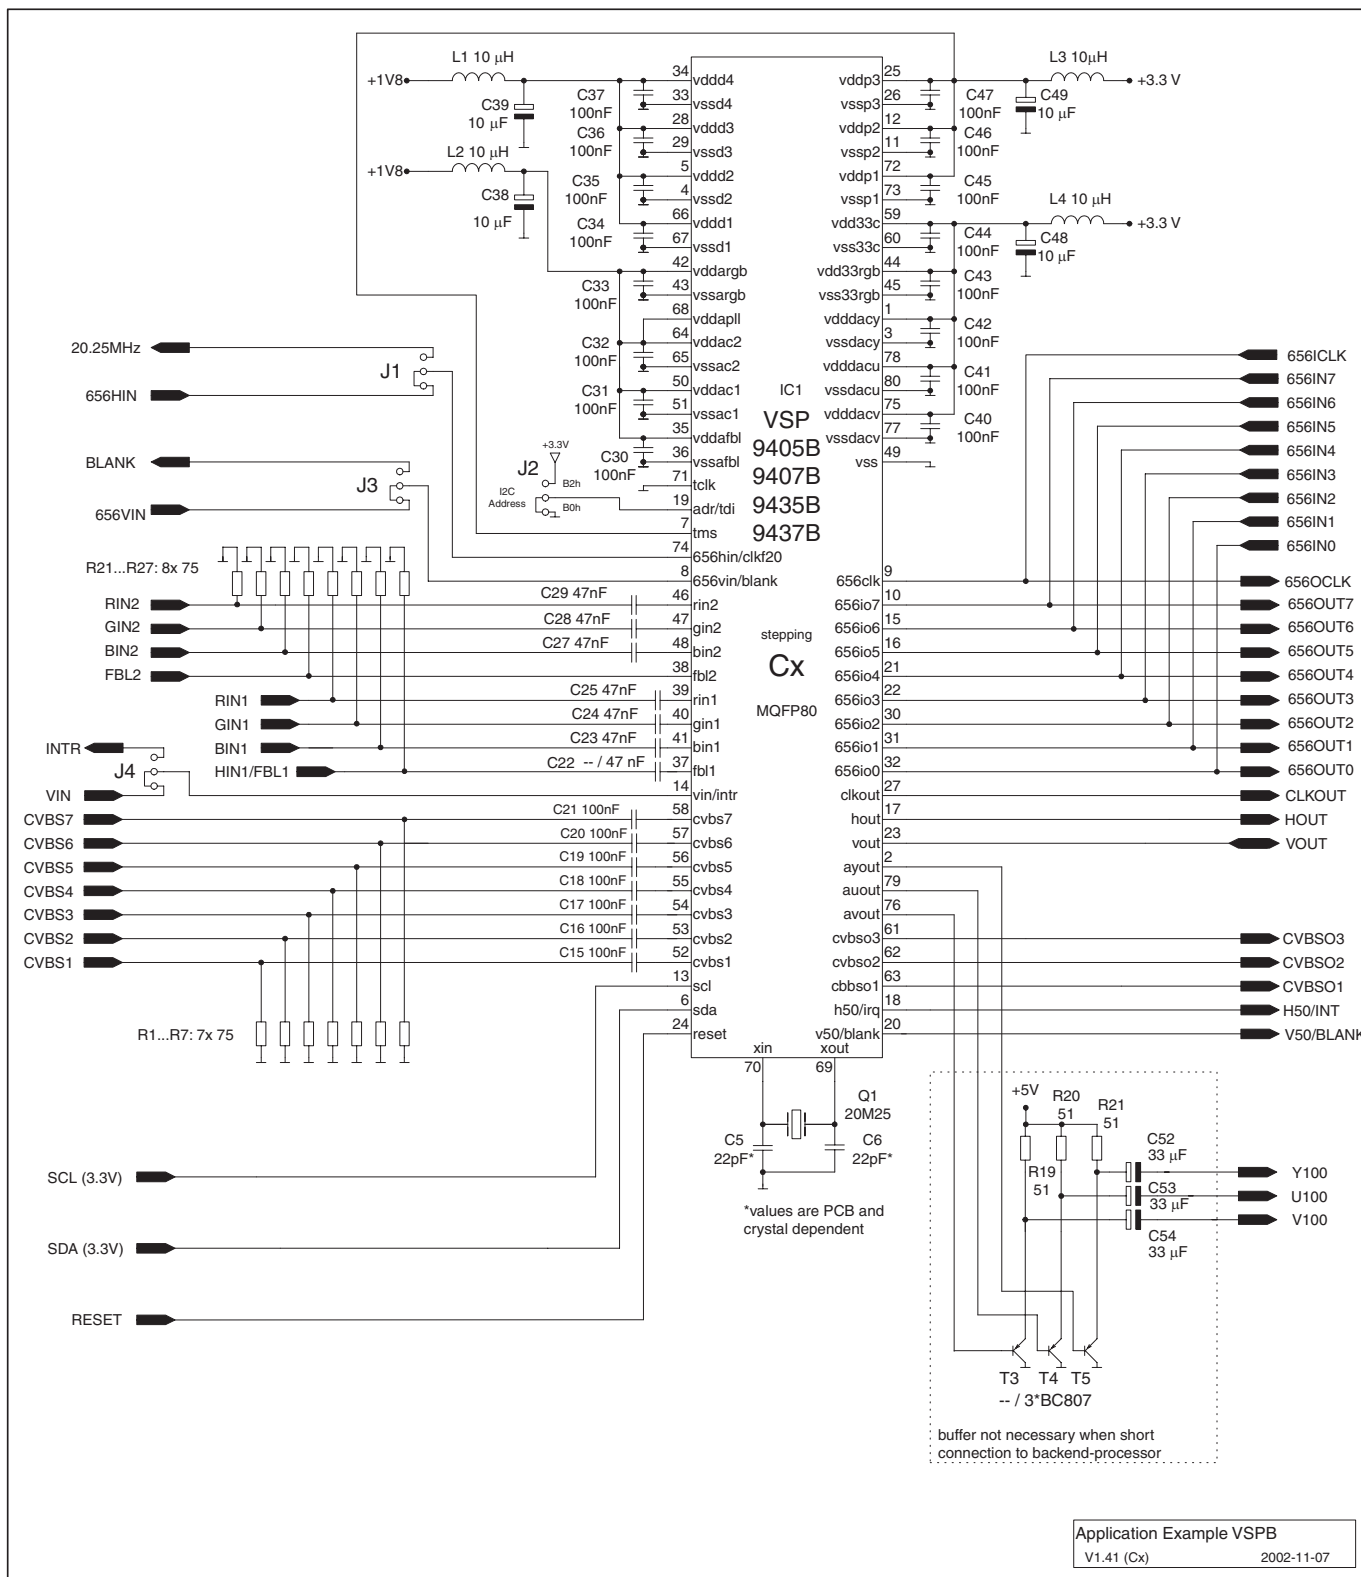 L1 10 μH
L3 10μH
+1V8
34
vddd4
vddp3
25
+3.3 V
C39
10 μF
C37
100nF
33
vssd4
vssp3
26
C47
100nF
C49
10 μF
28
vddd3
vddp2
12
C36
100nF
29
vssd3
vssp2
11
C46
100nF
L2 10 μH
+1V8
5
vddd2
vddp1
72
C38
10 μF
C35
100nF
4
vssd2
vssp1
73
C45
100nF
L4 10 μH
66
vddd1
vdd33c
59
+3.3 V
C34
100nF
67
vssd1
vss33c
60
C44
100nF
C48
10 μF
42
vddargb
vdd33rgb
44
C33
100nF
43
vssargb
vss33rgb
45
C43
100nF
68
vddapll
vdddacy
1
64
vddac2
vssdacy
3
C42
100nF
C32
100nF
65
vssac2
vdddacu
78
50
vddac1
vssdacu
80
C41
100nF
C31
100nF
51
vssac1
vdddacv
75
35
vddafbl
vssdacv
77
C40
100nF
C30
100nF
36
vssafbl
vss
49
71
tclk
19
adr/tdi
7
tms
74
656hin/clkf20
8
656vin/blank
IC1
VSP
9405B
9407B
9435B
9437B
stepping
Cx
MQFP80
20.25MHz
J1
656HIN
BLANK
J3
656VIN
+3.3V
J2
B2h
I2C
Address
B0h
R21...R27: 8x 75
RIN2
C29 47nF
46
rin2
GIN2
C28 47nF
47
gin2
BIN2
C27 47nF
48
bin2
FBL2
38
fbl2
RIN1
C25 47nF
39
rin1
GIN1
C24 47nF
40
gin1
BIN1
C23 47nF
41
bin1
HIN1/FBL1
C22 -- / 47 nF
37
fbl1
INTR
J4
VIN
14
vin/intr
CVBS7
C21 100nF
58
cvbs7
CVBS6
C20 100nF
57
cvbs6
CVBS5
C19 100nF
56
cvbs5
CVBS4
C18 100nF
55
cvbs4
CVBS3
C17 100nF
54
cvbs3
CVBS2
C16 100nF
53
cvbs2
CVBS1
C15 100nF
52
cvbs1
13
scl
6
sda
24
reset
R1...R7: 7x 75
656ICLK
656IN7
656IN6
656IN5
656IN4
656IN3
656IN2
656IN1
656IN0
656clk
9
656OCLK
656io7
10
656OUT7
656io6
15
656OUT6
656io5
16
656OUT5
656io4
21
656OUT4
656io3
22
656OUT3
656io2
30
656OUT2
656io1
31
656OUT1
656io0
32
656OUT0
clkout
27
CLKOUT
hout
17
HOUT
vout
23
VOUT
ayout
2
auout
79
avout
76
cvbso3
61
CVBSO3
cvbso2
62
CVBSO2
cbbso1
63
CVBSO1
h50/irq
18
H50/INT
v50/blank
20
V50/BLANK
xin
xout
70
69
Q1
20M25
C5
22pF*
C6
22pF*
*values are PCB and
crystal dependent
SCL (3.3V)
SDA (3.3V)
RESET
+5V
R20
51
R21
51
R19
51
C52
33 μF
Y100
C53
33 μF
U100
C54
33 μF
V100
T3
T4
T5
-- / 3*BC807
buffer not necessary when short
connection to backend-processor
Application Example VSPB
V1.41 (Cx)
2002-11-07